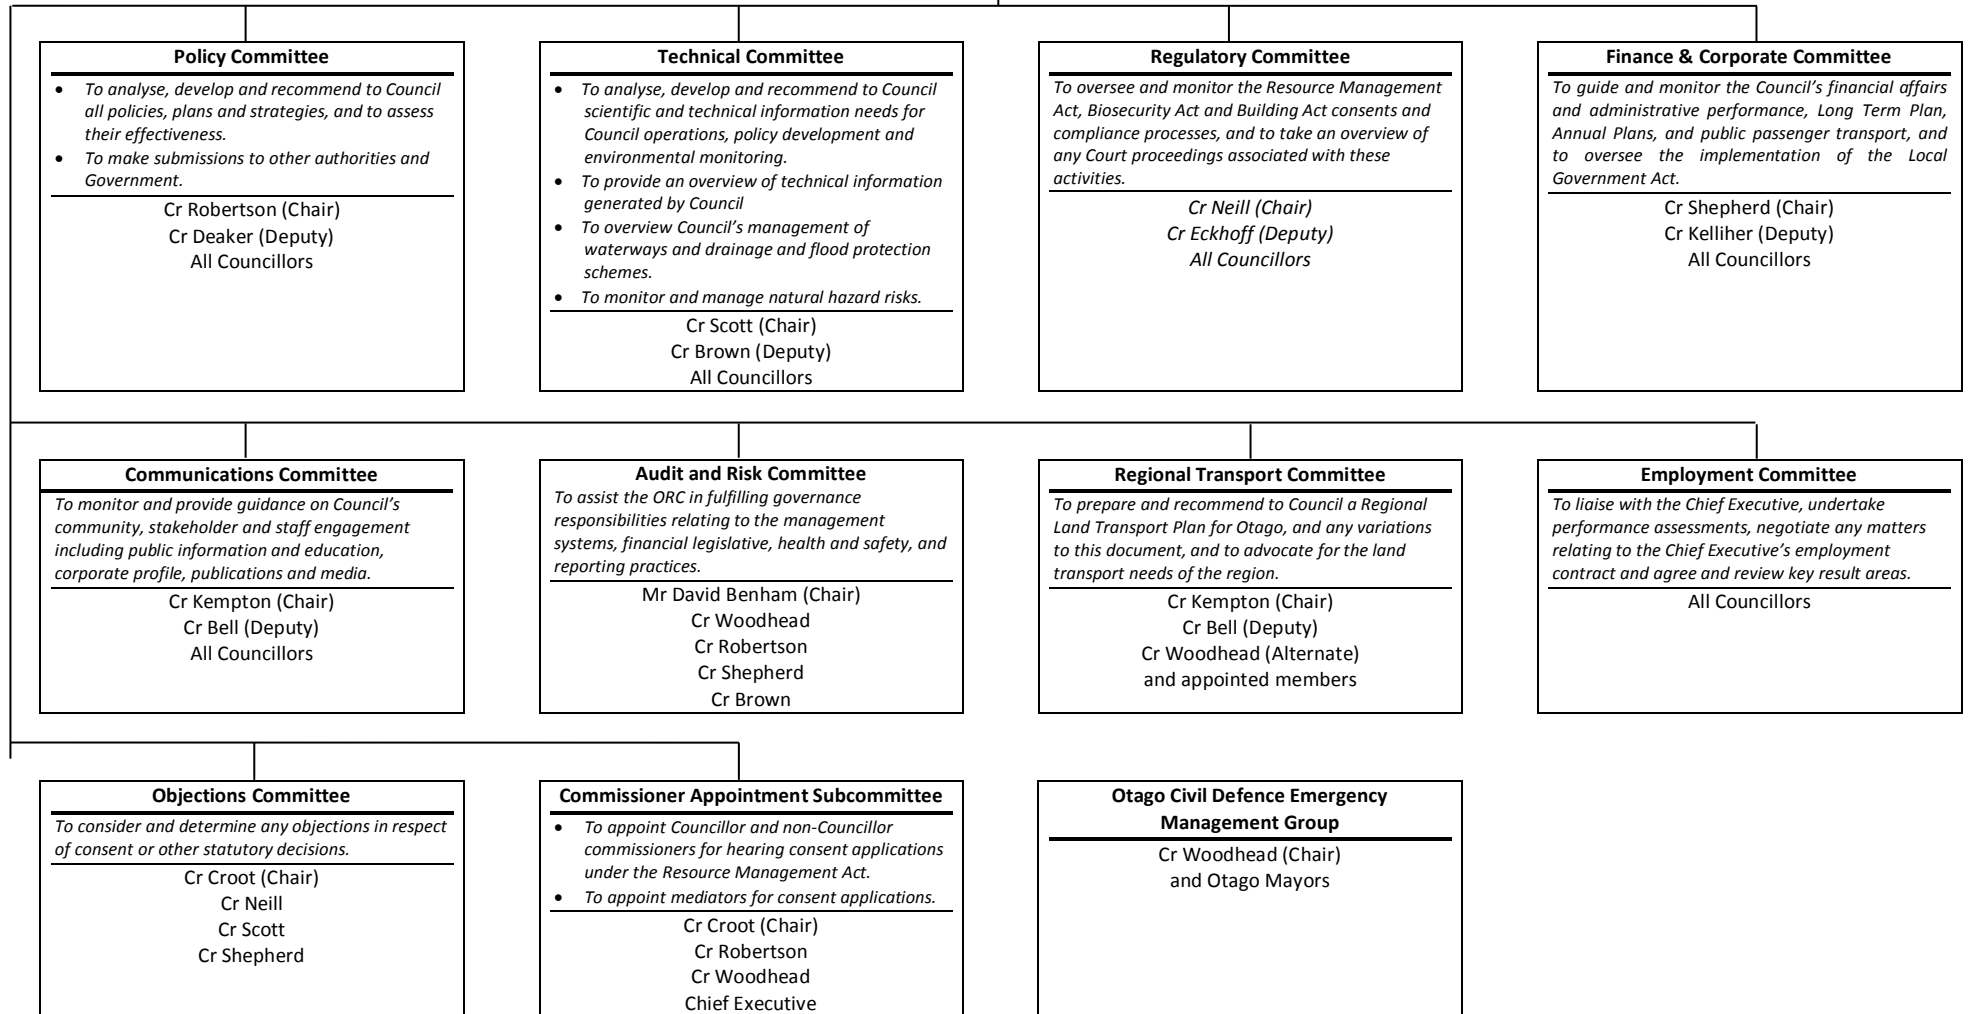 Policy Committee
• To analyse, develop and recommend to Council
all policies, plans and strategies, and to assess
their effectiveness.
• To make submissions to other authorities and
Government.
Cr Robertson (Chair)
Cr Deaker (Deputy)
All Councillors
Technical Committee
• To analyse, develop and recommend to Council
scientific and technical information needs for
Council operations, policy development and
environmental monitoring.
• To provide an overview of technical information
generated by Council
• To overview Council’s management of
waterways and drainage and flood protection
schemes.
• To monitor and manage natural hazard risks.
Cr Scott (Chair)
Cr Brown (Deputy)
All Councillors
Regulatory Committee
To oversee and monitor the Resource Management
Act, Biosecurity Act and Building Act consents and
compliance processes, and to take an overview of
any Court proceedings associated with these
activities.
Cr Neill (Chair)
Cr Eckhoff (Deputy)
All Councillors
Finance & Corporate Committee
To guide and monitor the Council’s financial affairs
and administrative performance, Long Term Plan,
Annual Plans, and public passenger transport, and
to oversee the implementation of the Local
Government Act.
Cr Shepherd (Chair)
Cr Kelliher (Deputy)
All Councillors
Communications Committee
To monitor and provide guidance on Council’s
community, stakeholder and staff engagement
including public information and education,
corporate profile, publications and media.
Cr Kempton (Chair)
Cr Bell (Deputy)
All Councillors
Audit and Risk Committee
To assist the ORC in fulfilling governance
responsibilities relating to the management
systems, financial legislative, health and safety, and
reporting practices.
Mr David Benham (Chair)
Cr Woodhead
Cr Robertson
Cr Shepherd
Cr Brown
Regional Transport Committee
To prepare and recommend to Council a Regional
Land Transport Plan for Otago, and any variations
to this document, and to advocate for the land
transport needs of the region.
Cr Kempton (Chair)
Cr Bell (Deputy)
Cr Woodhead (Alternate)
and appointed members
Employment Committee
To liaise with the Chief Executive, undertake
performance assessments, negotiate any matters
relating to the Chief Executive’s employment
contract and agree and review key result areas.
All Councillors
Objections Committee
To consider and determine any objections in respect
of consent or other statutory decisions.
Cr Croot (Chair)
Cr Neill
Cr Scott
Cr Shepherd
Commissioner Appointment Subcommittee
• To appoint Councillor and non-Councillor
commissioners for hearing consent applications
under the Resource Management Act.
• To appoint mediators for consent applications.
Cr Croot (Chair)
Cr Robertson
Cr Woodhead
Chief Executive
Otago Civil Defence Emergency
Management Group
Cr Woodhead (Chair)
and Otago Mayors